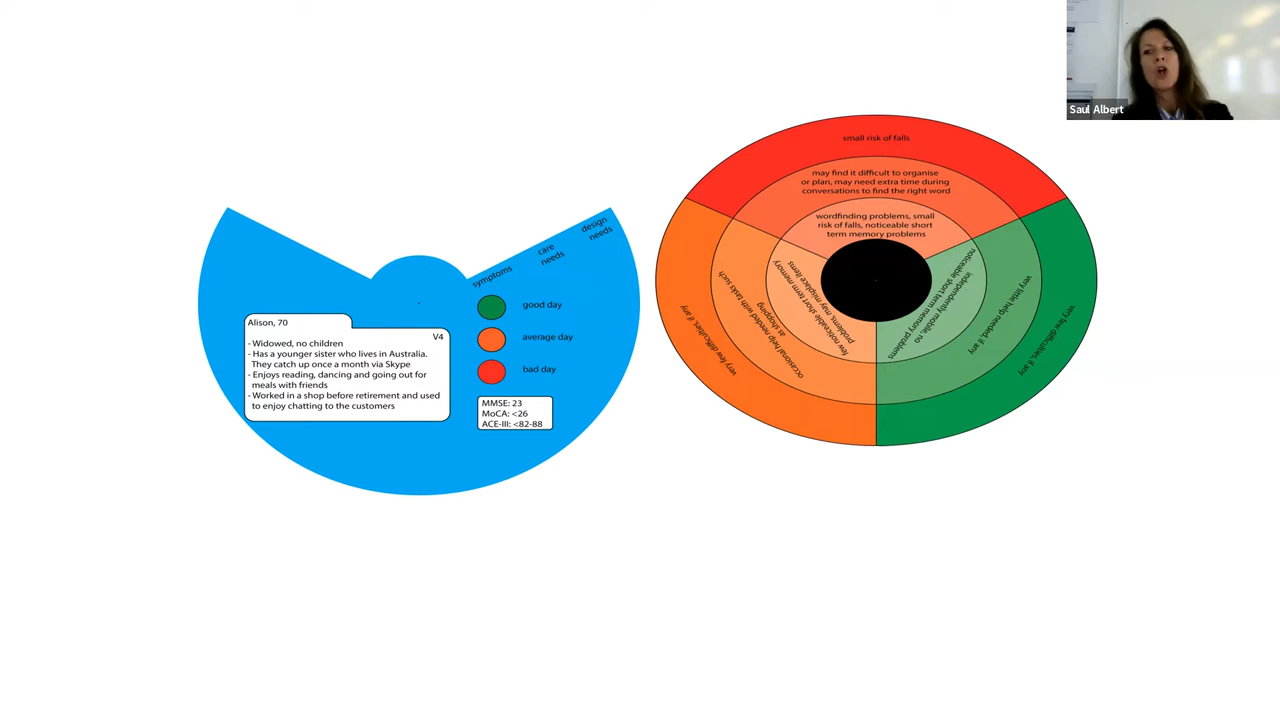 Saul Albert
design
needs
care
needs
symptoms
good day
average day
bad day
Alison, 70
V4
- Widowed, no children
- Has a younger sister who lives in Australia.
They catch up once a month via Skype
- Enjoys reading, dancing and going out for
meals with friends
- Worked in a shop before retirement and used
to enjoy chatting to the customers
MMSE: 23
MoCA: <26
ACE-III: <82-88
small risk of falls
may find it difficult to organise
or plan, may need extra time during
conversations to find the right word
wordfinding problems, small
risk of falls, noticeable short
term memory problems
very few difficulties, if any
occasional help needed with tasks such
as shopping
few noticeable short term memory
problems, may misplace items
independently mobile no
noticeable short term memory problems
very little help needed, if any
very few difficulties, if any